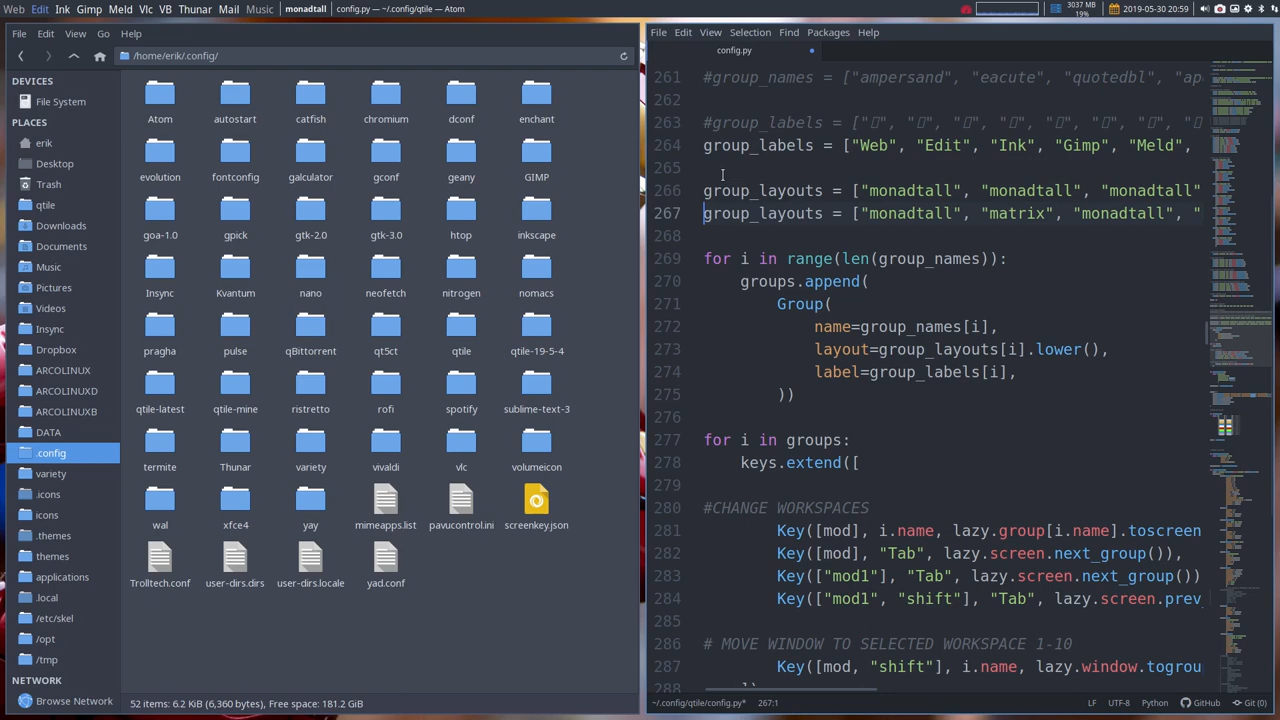 Web Edit Ink Gimp Meld Vlc VB Thunar Mail Music monadtall config.py — ~/.config/qtile — Atom
3037 MB
19%
2019-05-30 20:59
File Edit View Go Help
/home/erik/.config/
DEVICES
File System
PLACES
erik
Desktop
Trash
qtile
Downloads
Documents
Music
Pictures
Videos
Insync
Dropbox
ARCOLINUX
ARCOLINUXD
ARCOLINUXB
DATA
.config
variety
.icons
icons
.themes
themes
applications
.local
/etc/skel
/opt
/tmp
NETWORK
Browse Network
Atom autostart catfish chromium dconf enchant
evolution fontconfig galculator gconf geany GIMP
goa-1.0 gpick gtk-2.0 gtk-3.0 htop inkscape
Insync Kvantum nano neofetch nitrogen nomacs
pragha pulse qBittorrent qt5ct qtile qtile-19-5-4
qtile-latest qtile-mine ristretto rofi spotify sublime-text-3
termite Thunar variety vivaldi vlc volumeicon
wal xfce4 yay mimeapps.list pavucontrol.ini screenkey.json
Trolltech.conf user-dirs.dirs user-dirs.locale yad.conf
52 items: 6.2 KiB (6,360 bytes), Free space: 181.2 GiB
File Edit View Selection Find Packages Help
config.py
261 #group_names = ["ampersand", "eacute", "quotedbl", "ap
262
263 #group_labels = ["", "", "", "", "", "", "", "
264 group_labels = ["Web", "Edit", "Ink", "Gimp", "Meld",
265
266 group_layouts = ["monadtall", "monadtall", "monadtall"
267 group_layouts = ["monadtall", "matrix", "monadtall", "
268
269 for i in range(len(group_names)):
270 groups.append(
271 Group(
272 name=group_names[i],
273 layout=group_layouts[i].lower(),
274 label=group_labels[i],
275 ))
276
277 for i in groups:
278 keys.extend([
279
280 #CHANGE WORKSPACES
281 Key([mod], i.name, lazy.group[i.name].toscreen
282 Key([mod], "Tab", lazy.screen.next_group()),
283 Key(["mod1"], "Tab", lazy.screen.next_group())
284 Key(["mod1", "shift"], "Tab", lazy.screen.prev_
285
286 # MOVE WINDOW TO SELECTED WORKSPACE 1-10
287 Key([mod, "shift"], i.name, lazy.window.togrou
288 ])
~/.config/qtile/config.py* 267:1 LF UTF-8 Python GitHub Git (0)